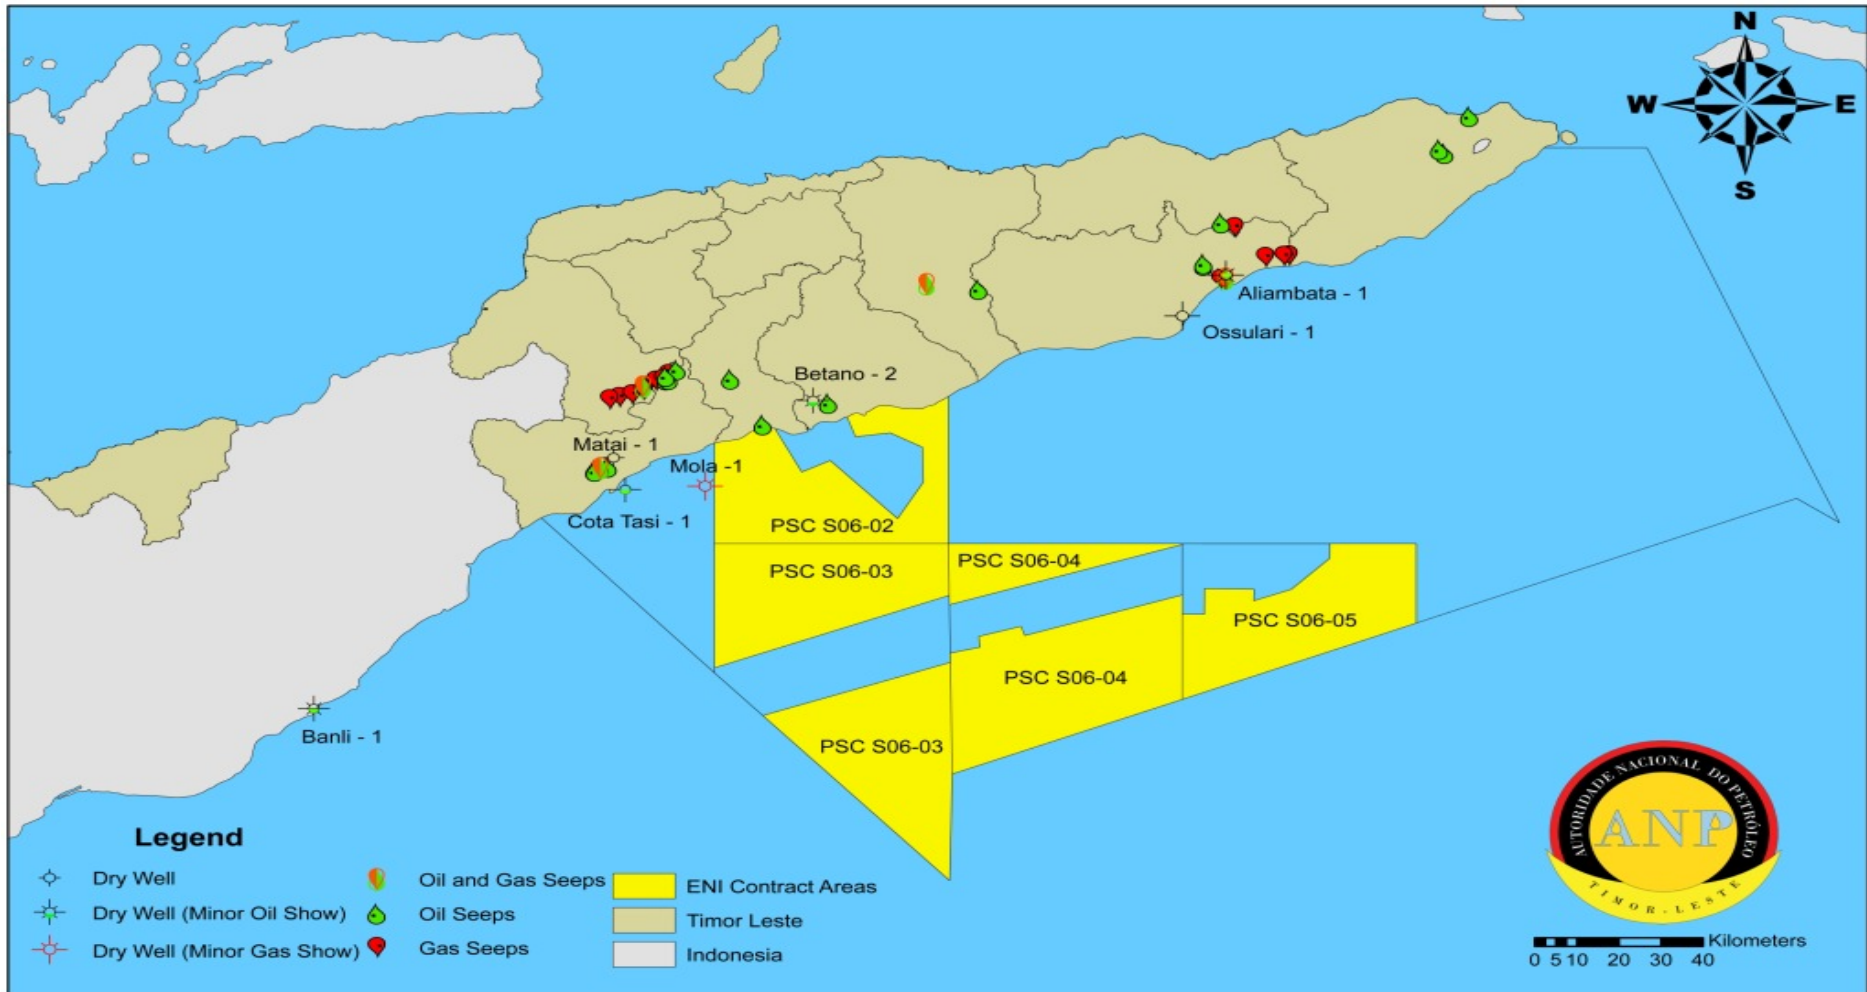 N
W E
S
Aliambata - 1
Ossulari - 1
Betano - 2
Matai - 1
Mola -1
Cota Tasi - 1
PSC S06-02
PSC S06-03
PSC S06-04
PSC S06-05
PSC S06-04
PSC S06-03
Banli - 1
Legend
Dry Well
Dry Well (Minor Oil Show)
Dry Well (Minor Gas Show)
Oil and Gas Seeps
Oil Seeps
Gas Seeps
ENI Contract Areas
Timor Leste
Indonesia
AUTORIDADE NACIONAL DO PETRÓLEO
ANP
TIMOR-LESTE
Kilometers
0 5 10 20 30 40